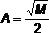 A = √M / 2